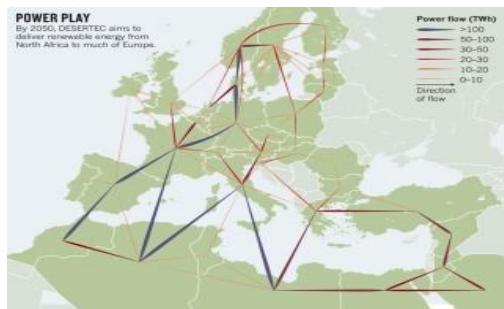 POWER PLAY
By 2050, DESERTEC aims to
deliver renewable energy from
North Africa to much of Europe.
Power flow (TWh)
>100
50–100
30–50
20–30
10–20
0–10
Direction
of flow